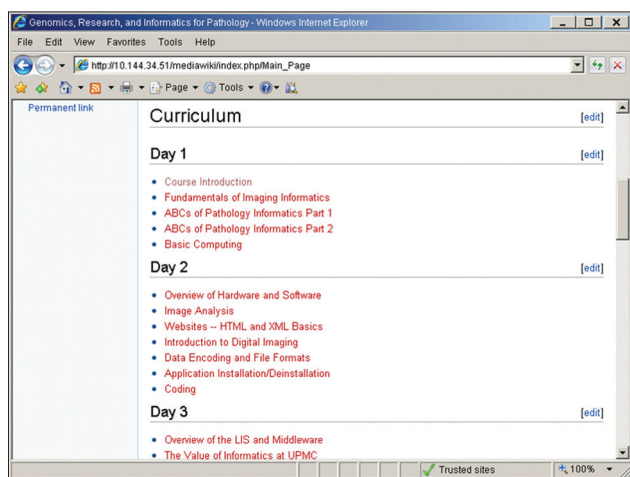 Genomics, Research, and Informatics for Pathology - Windows Internet Explorer
File Edit View Favorites Tools Help
http://10.144.34.51/mediawiki/index.php/Main_Page
Page Tools
Permanent link
Curriculum [edit]
Day 1 [edit]
Course Introduction
Fundamentals of Imaging Informatics
ABCs of Pathology Informatics Part 1
ABCs of Pathology Informatics Part 2
Basic Computing
Day 2 [edit]
Overview of Hardware and Software
Image Analysis
Websites -- HTML and XML Basics
Introduction to Digital Imaging
Data Encoding and File Formats
Application Installation/Deinstallation
Coding
Day 3 [edit]
Overview of the LIS and Middleware
The Value of Informatics at UPMC
Trusted sites 100%